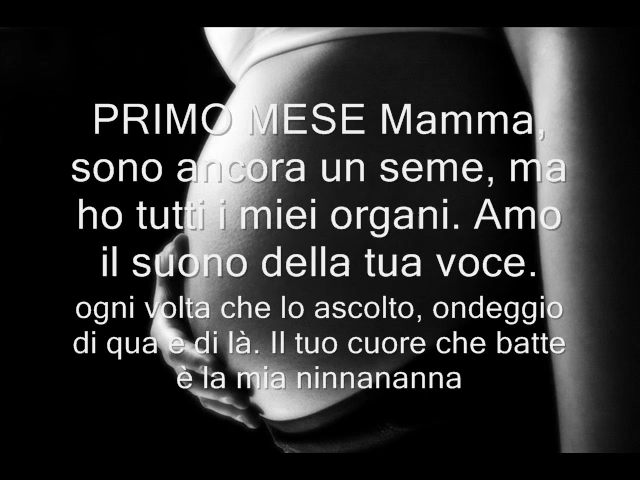 PRIMO MESE Mamma,
sono ancora un seme, ma
ho tutti i miei organi. Amo
il suono della tua voce.
ogni volta che lo ascolto, ondeggio
di qua e di là. Il tuo cuore che batte
è la mia ninnananna